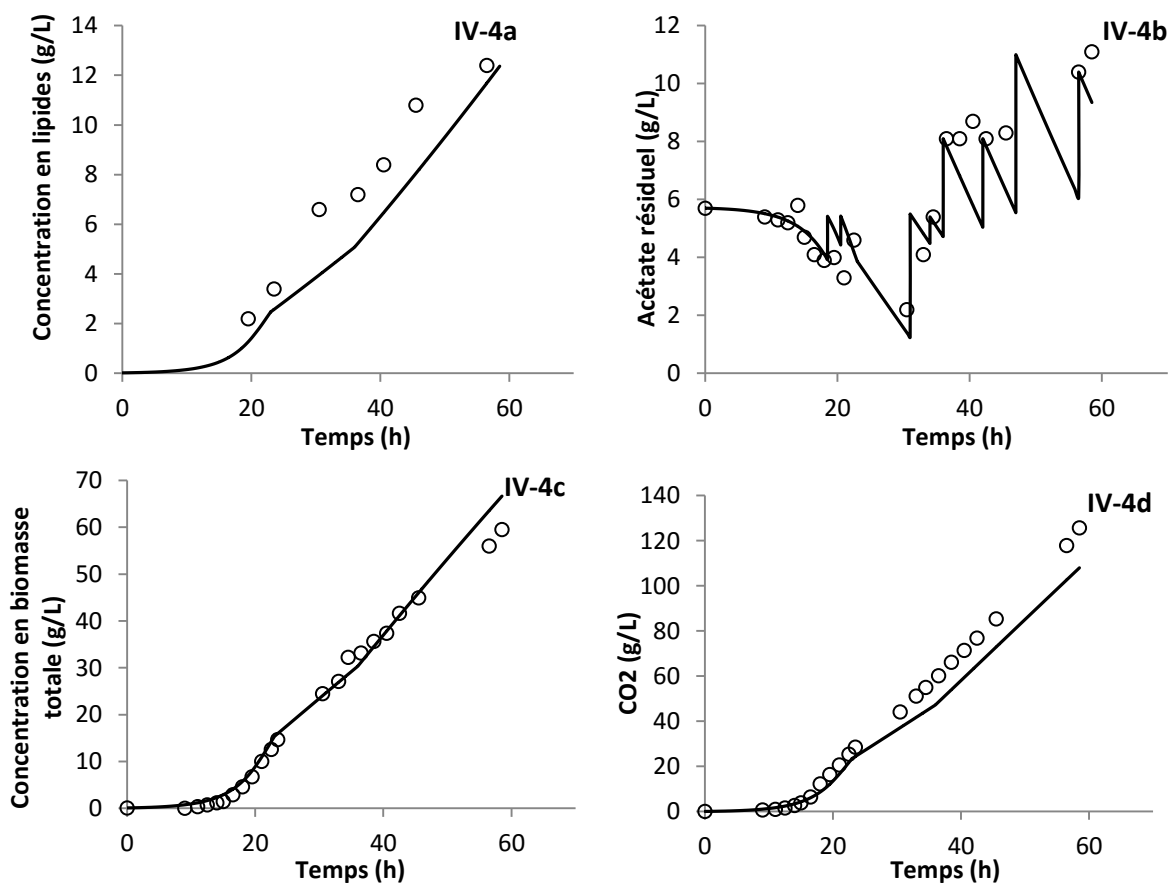 IV-4a
Concentration en lipides (g/L)
14
12
10
8
6
4
2
0
0 20 40 60
Temps (h)
IV-4b
Acétate résiduel (g/L)
12
10
8
6
4
2
0
0 20 40 60
Temps (h)
IV-4c
Concentration en biomasse
totale (g/L)
70
60
50
40
30
20
10
0
0 20 40 60
Temps (h)
IV-4d
CO2 (g/L)
140
120
100
80
60
40
20
0
0 20 40 60
Temps (h)